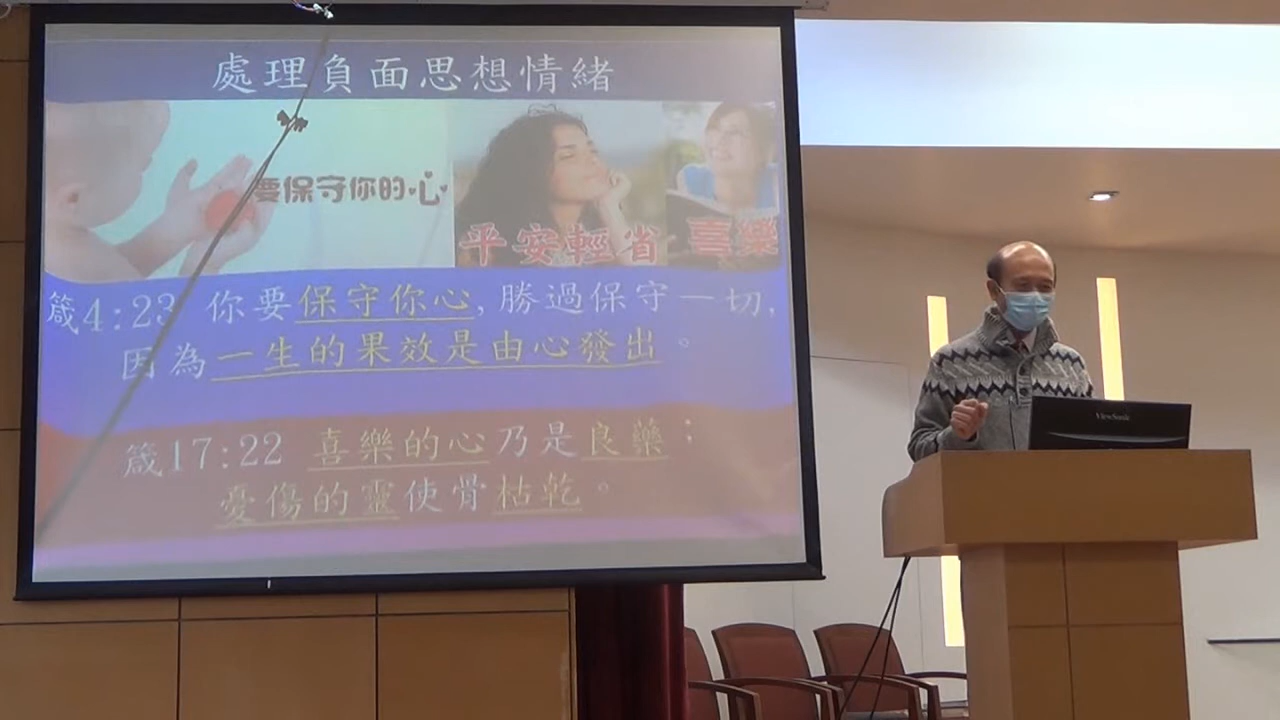 處理負面思想情緒
要保守你的心
平安輕省
喜樂
箴4:23 你要保守你心,勝過保守一切,
因為一生的果效是由心發出。
箴17:22 喜樂的心乃是良藥;
憂傷的靈使骨枯乾。
ViewSonic